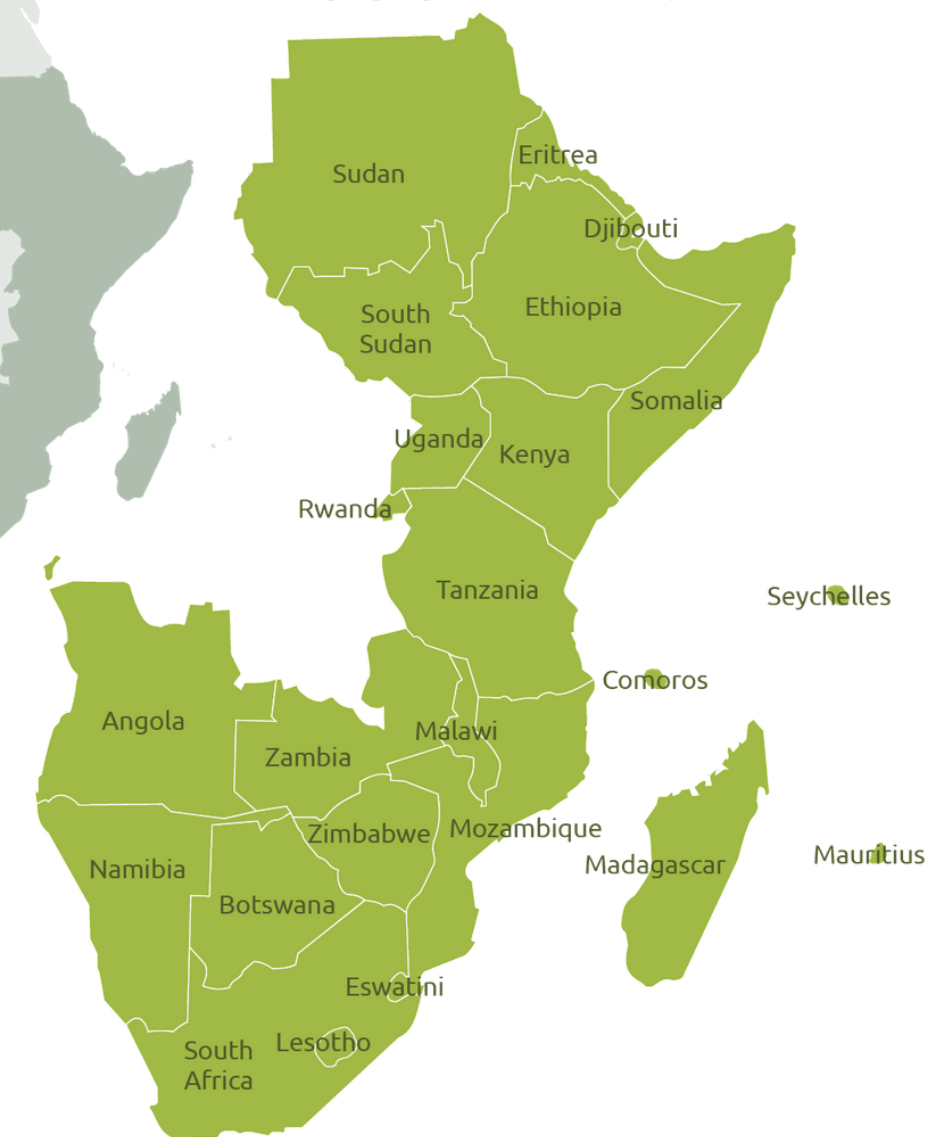 Eritrea
Sudan
Djibouti
Ethiopia
South
Sudan
Somalia
Uganda
Kenya
Rwanda
Tanzania
Seychelles
Comoros
Angola
Malawi
Zambia
Mozambique
Zimbabwe
Mauritius
Madagascar
Namibia
Botswana
Eswatini
Lesotho
South
Africa